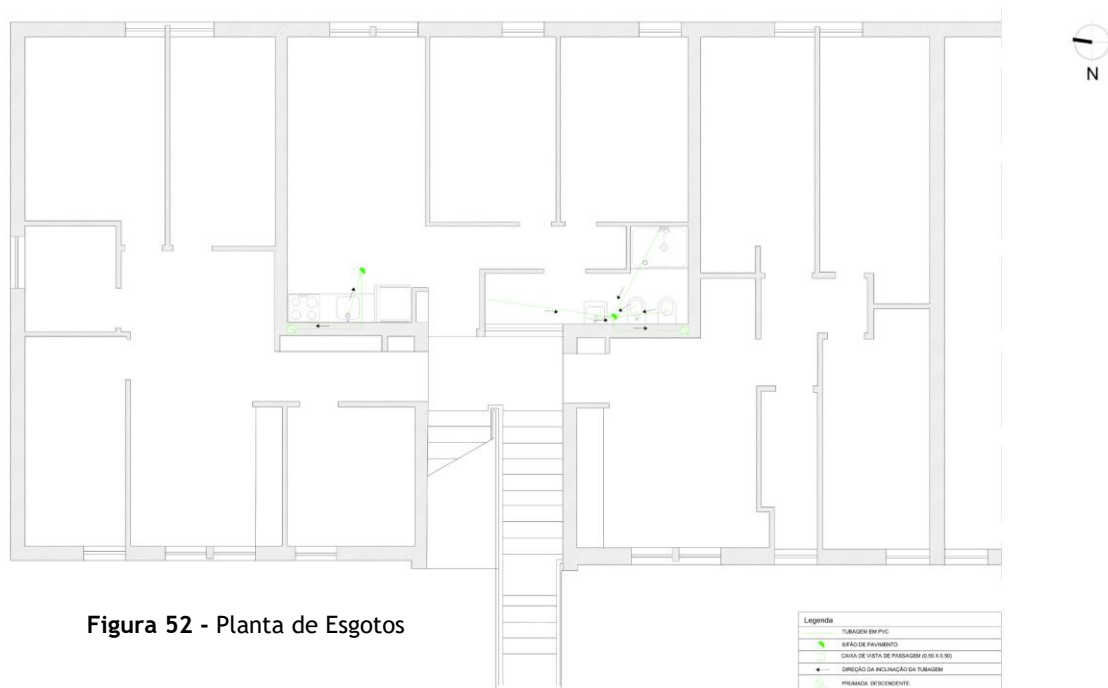 N
Figura 52 - Planta de Esgotos
Legenda
TUBAGEM EM PVC
SIFÃO DE PAVIMENTO
CAIXA DE VISTA DE PASSAGEM (0.50 X 0.50)
DIREÇÃO DA INCLINAÇÃO DA TUBAGEM
PRUMADA DESCENDENTE